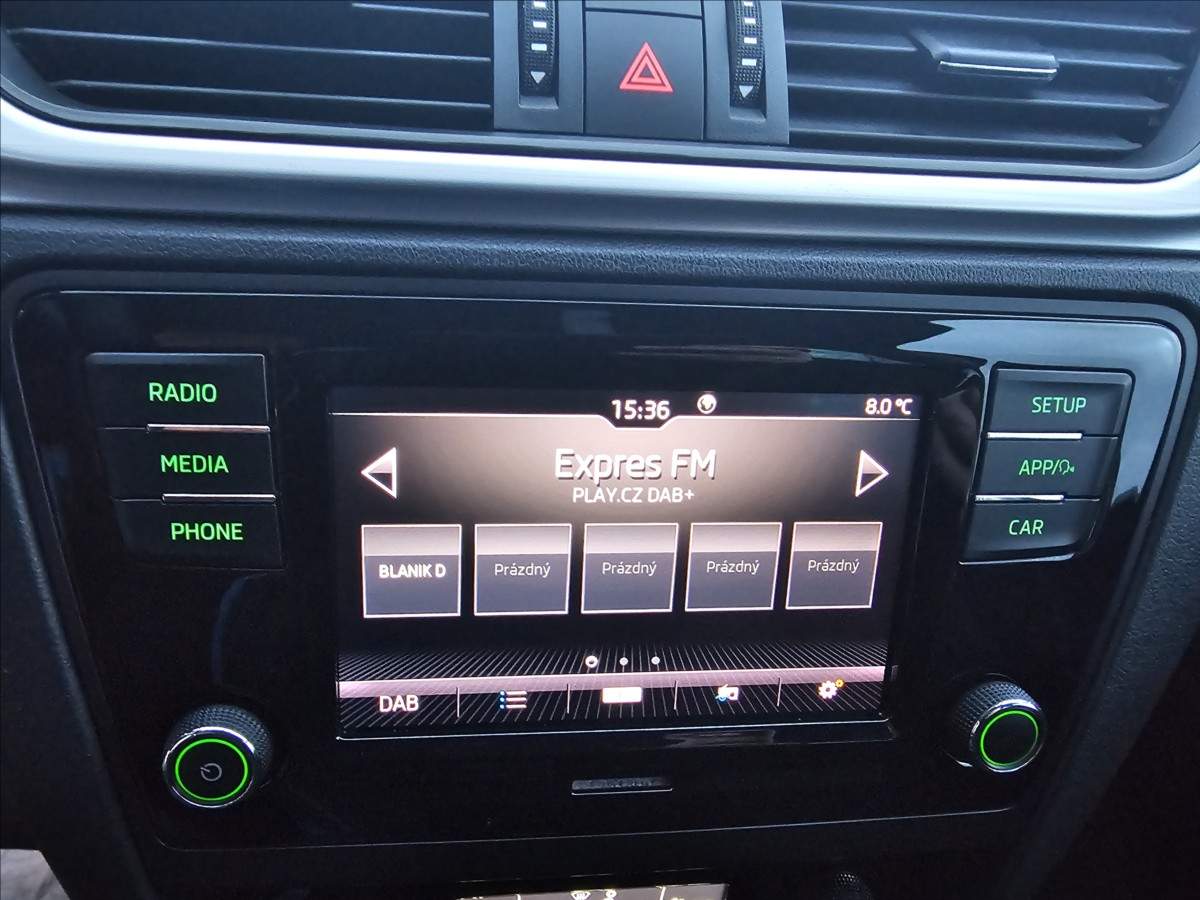 RADIO
MEDIA
PHONE
SETUP
APP/
CAR
15:36
8.0 °C
Expres FM
PLAY.CZ DAB+
BLANIK D
Prázdný
Prázdný
Prázdný
Prázdný
DAB